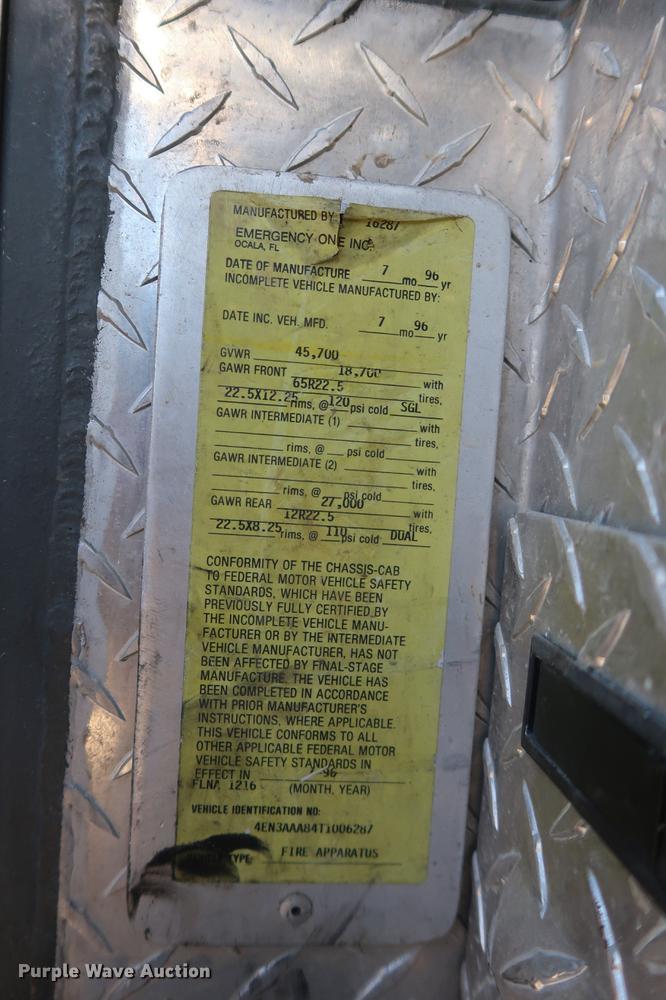 MANUFACTURED BY 16287
EMERGENCY ONE INC.
OCALA, FL
DATE OF MANUFACTURE 7 mo 96 yr
INCOMPLETE VEHICLE MANUFACTURED BY:
DATE INC. VEH. MFD. 7 mo 96 yr
GVWR 45,700
GAWR FRONT 18,700 with
65R22.5 tires,
22.5X12.25 rims, @ 120 psi cold SGL
GAWR INTERMEDIATE (1) with
tires,
rims, @ psi cold
GAWR INTERMEDIATE (2) with
tires,
rims, @ psi cold
GAWR REAR 27,000 with
12R22.5 tires,
22.5X8.25 rims, @ 110 psi cold DUAL
CONFORMITY OF THE CHASSIS-CAB
TO FEDERAL MOTOR VEHICLE SAFETY
STANDARDS, WHICH HAVE BEEN
PREVIOUSLY FULLY CERTIFIED BY
THE INCOMPLETE VEHICLE MANU-
FACTURER OR BY THE INTERMEDIATE
VEHICLE MANUFACTURER, HAS NOT
BEEN AFFECTED BY FINAL-STAGE
MANUFACTURE. THE VEHICLE HAS
BEEN COMPLETED IN ACCORDANCE
WITH PRIOR MANUFACTURER'S
INSTRUCTIONS, WHERE APPLICABLE.
THIS VEHICLE CONFORMS TO ALL
OTHER APPLICABLE FEDERAL MOTOR
VEHICLE SAFETY STANDARDS IN
EFFECT IN 96
1216 (MONTH, YEAR)
VEHICLE IDENTIFICATION NO:
4EN3AAA84T1006287
TYPE: FIRE APPARATUS
Purple Wave Auction